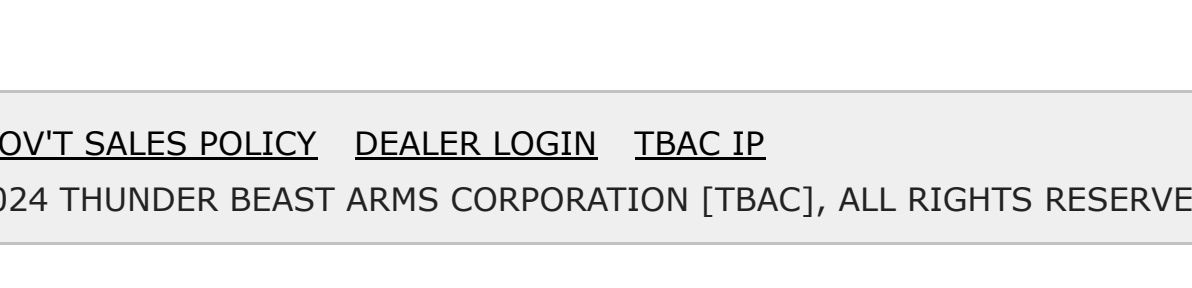 OV'T SALES POLICY DEALER LOGIN TBAC IP
024 THUNDER BEAST ARMS CORPORATION [TBAC], ALL RIGHTS RESERVE